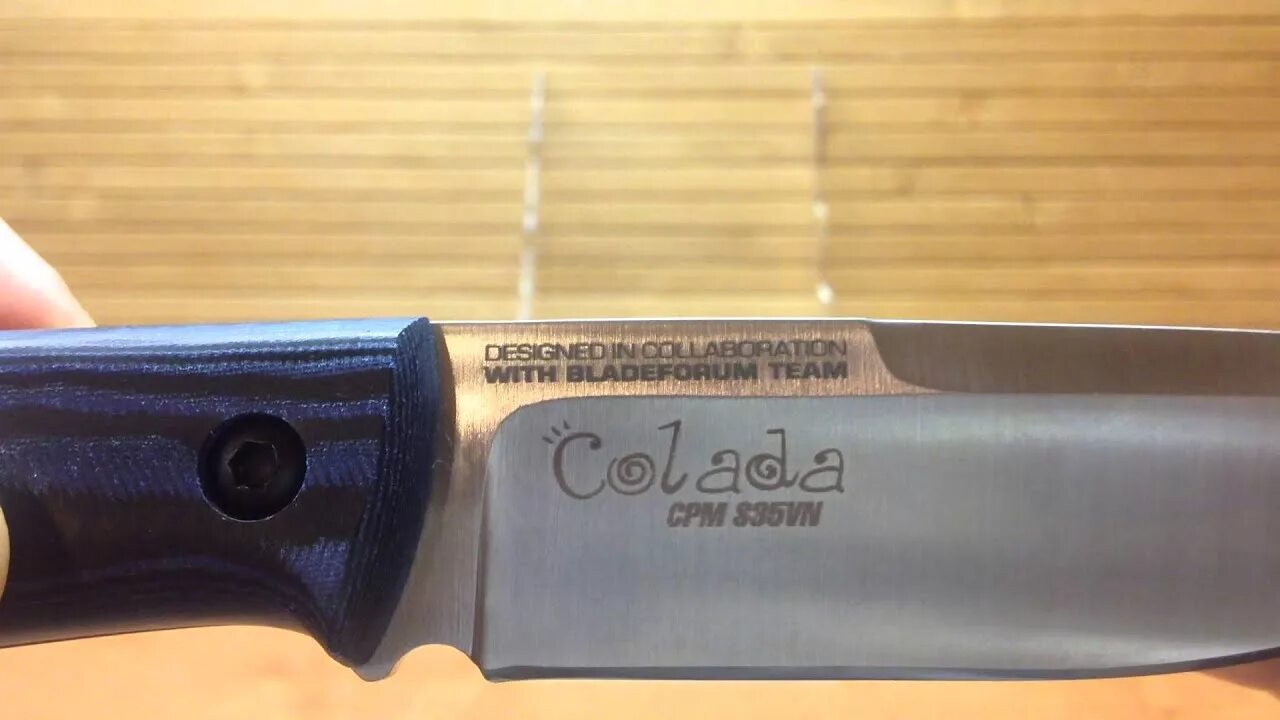 DESIGNED IN COLLABORATION
WITH BLADEFORUM TEAM
Colada
CPM S35VN